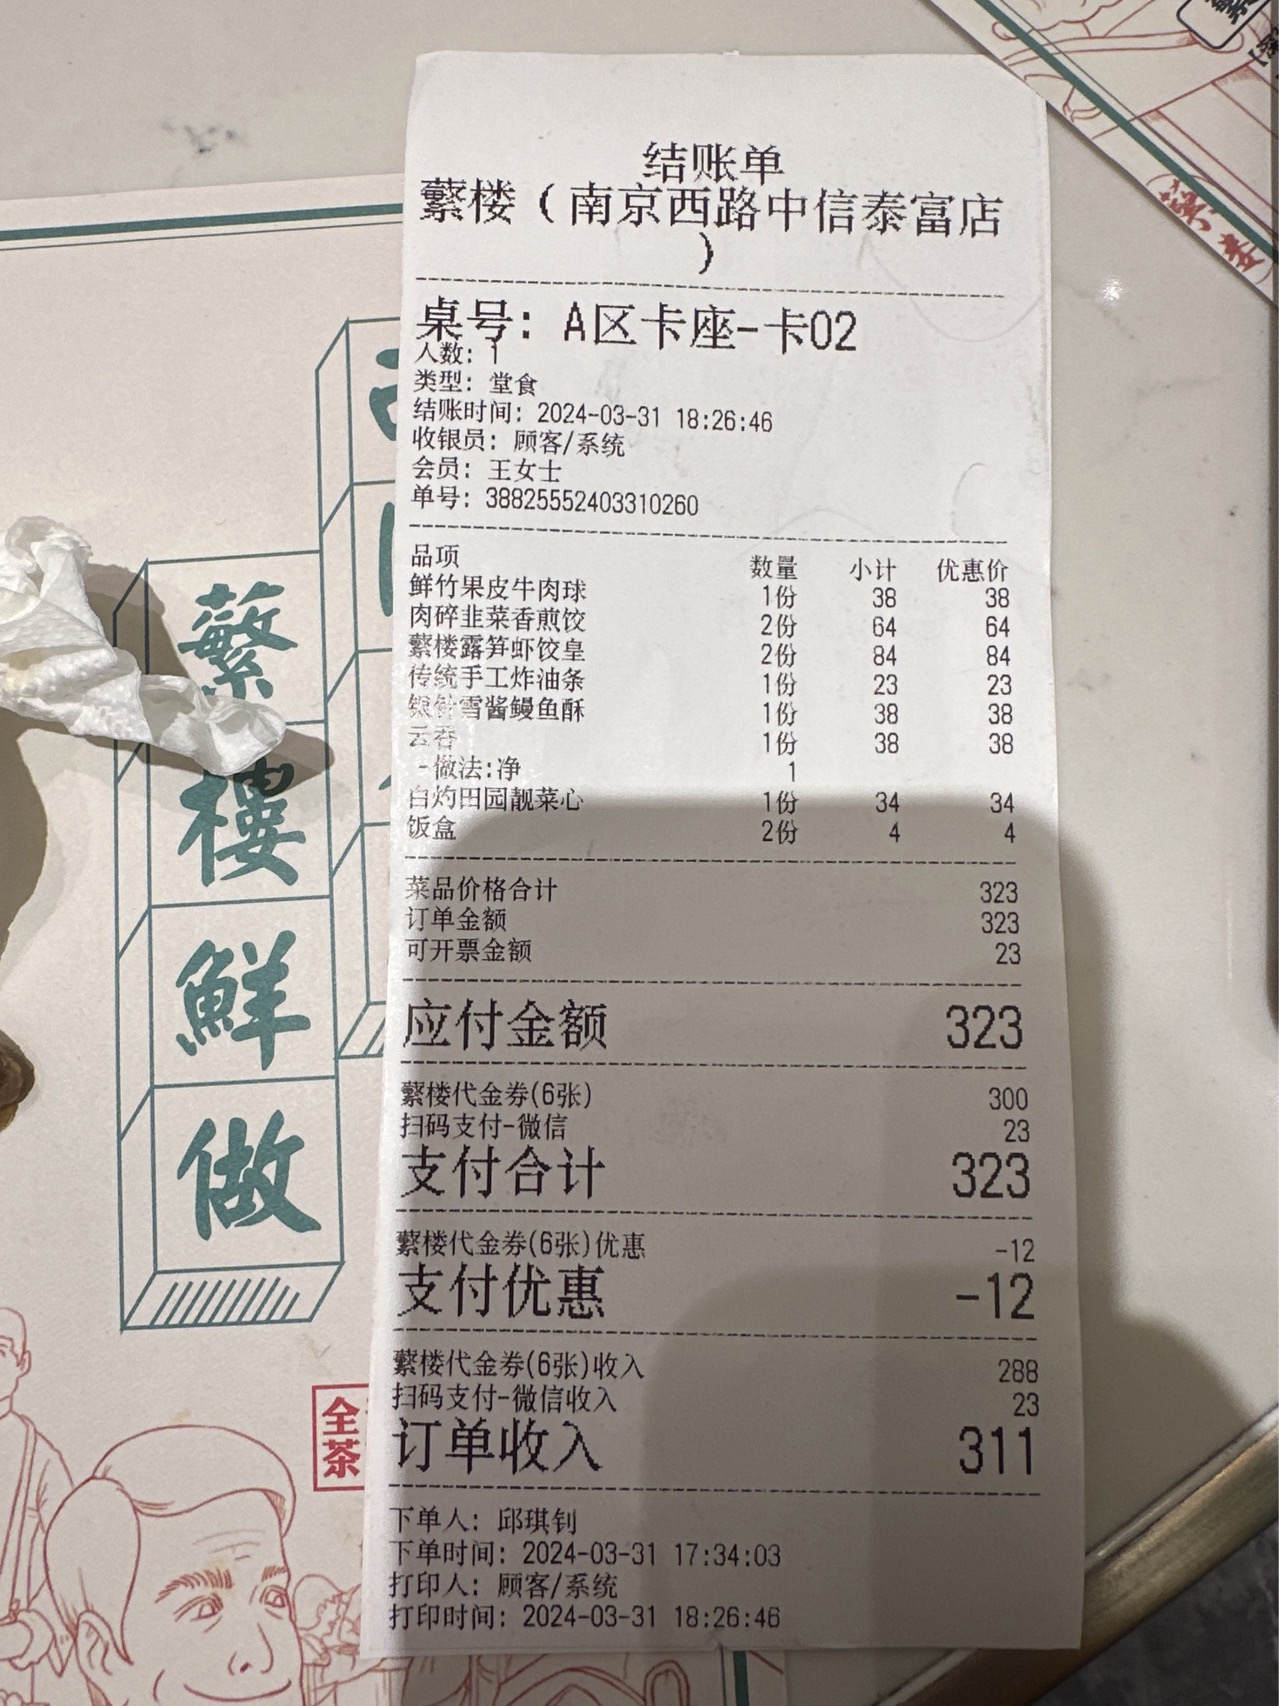 结账单
蘩楼（南京西路中信泰富店
）
桌号: A区卡座-卡02
人数: 1
类型: 堂食
结账时间: 2024-03-31 18:26:46
收银员: 顾客/系统
会员: 王女士
单号: 38825552403310260
品项 数量 小计 优惠价
鲜竹果皮牛肉球 1份 38 38
肉碎韭菜香煎饺 2份 64 64
蘩楼露笋虾饺皇 2份 84 84
传统手工炸油条 1份 23 23
雪酱鳗鱼酥 1份 38 38
云吞 1份 38 38
-做法:净 1
白灼田园靓菜心 1份 34 34
饭盒 2份 4 4
菜品价格合计 323
订单金额 323
可开票金额 23
应付金额 323
蘩楼代金券(6张) 300
扫码支付-微信 23
支付合计 323
蘩楼代金券(6张)优惠 -12
支付优惠 -12
蘩楼代金券(6张)收入 288
扫码支付-微信收入 23
订单收入 311
下单人: 邱琪钊
下单时间: 2024-03-31 17:34:03
打印人: 顾客/系统
打印时间: 2024-03-31 18:26:46
蘩
樓
鮮
做
全
茶